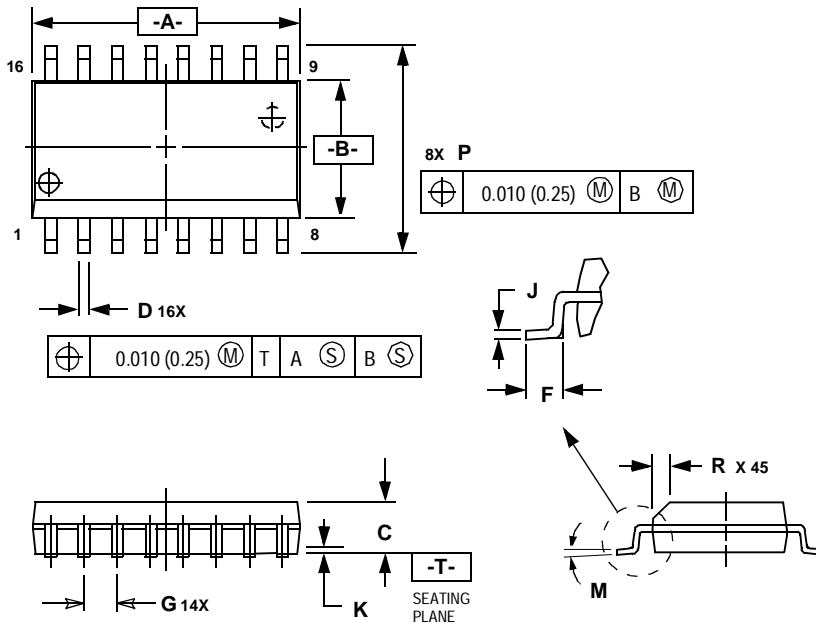 -A-
16
9
-B-
8X P
0.010 (0.25) Ⓜ B Ⓜ
1
8
J
D 16X
0.010 (0.25) Ⓜ T A Ⓢ B Ⓢ
F
R X 45
C
-T-
G 14X
K
SEATING
PLANE
M